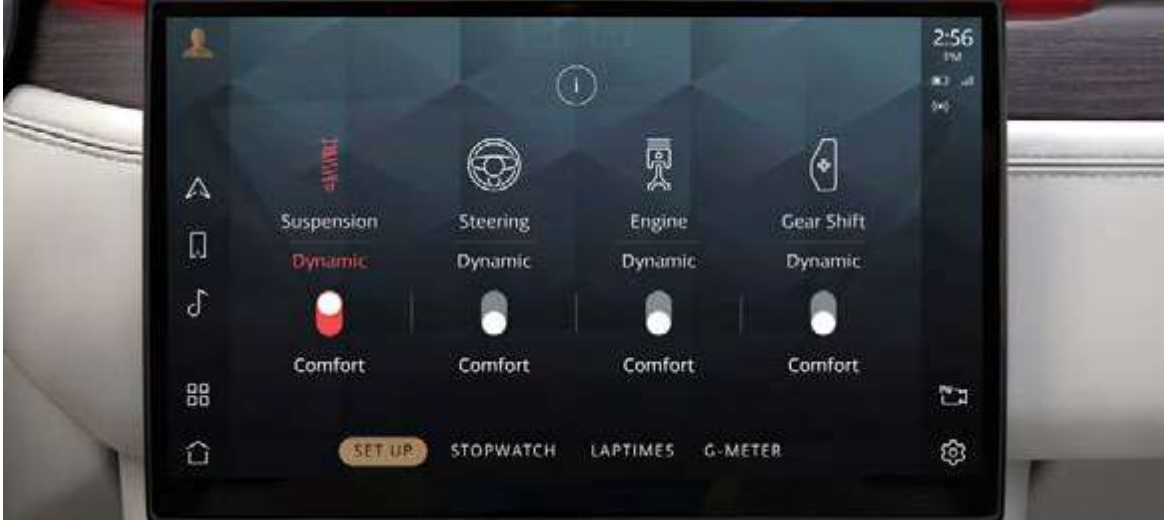 2:56
PM
i
Suspension Steering Engine Gear Shift
Dynamic Dynamic Dynamic Dynamic
Comfort Comfort Comfort Comfort
SET UP STOPWATCH LAPTIMES G-METER